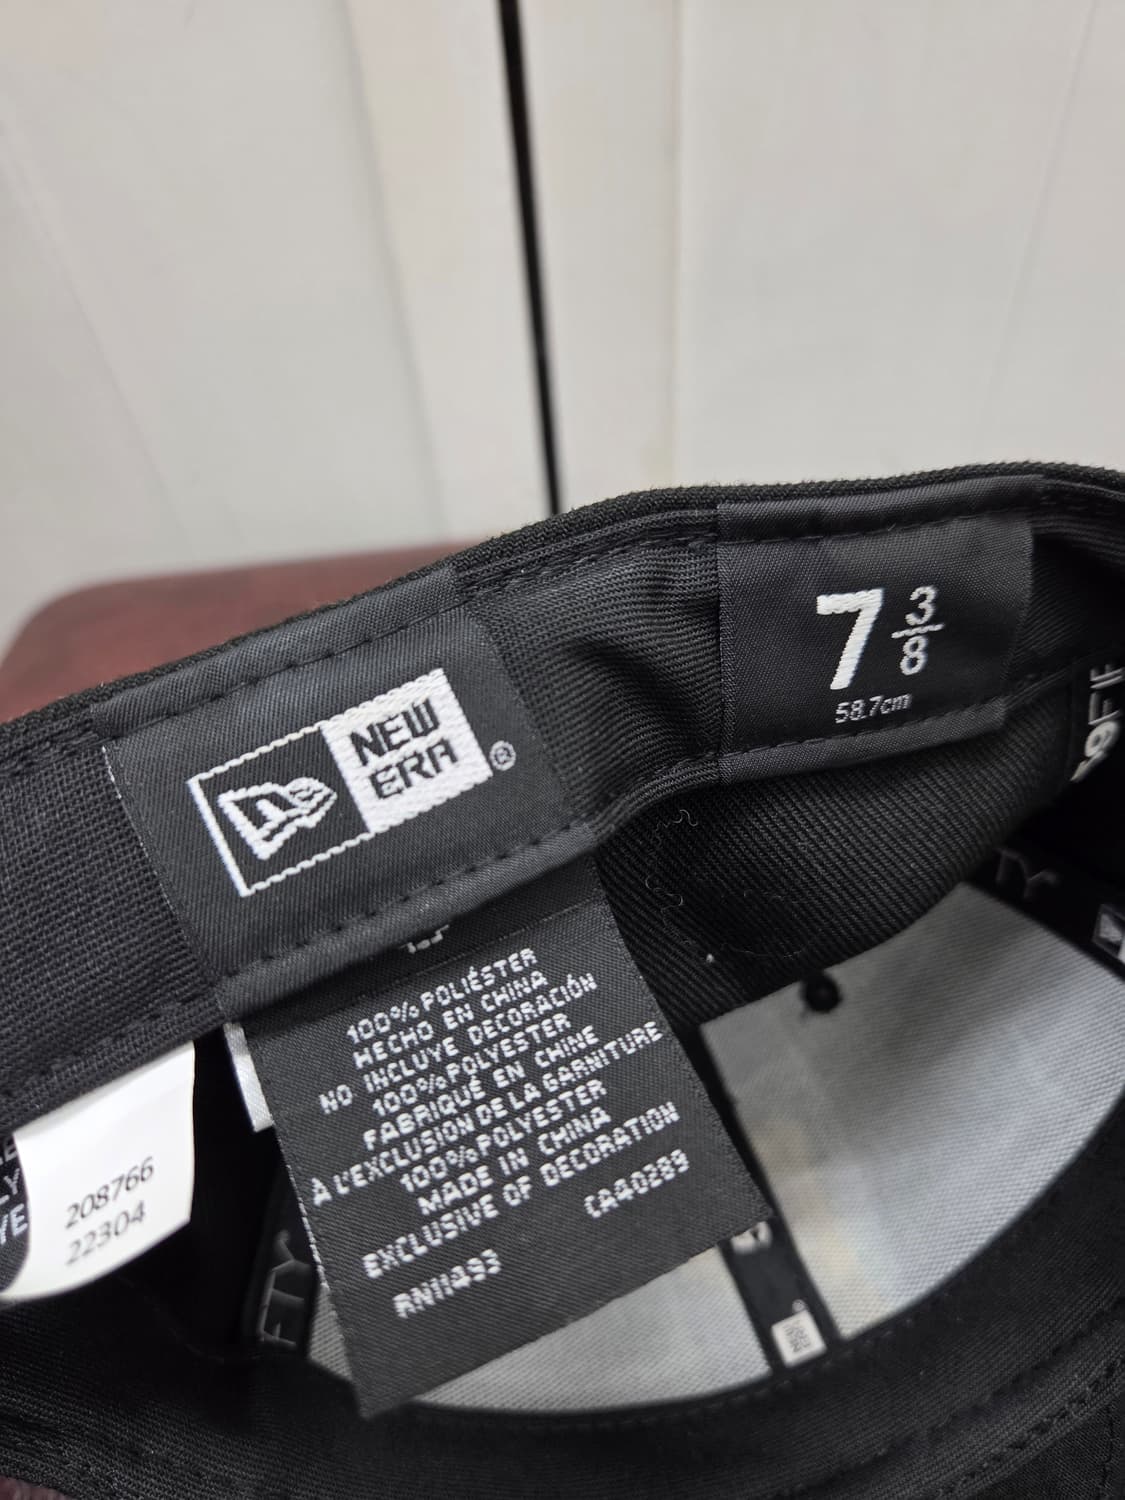 7 3/8
58.7cm
NEW
ERA®
100% POLIÉSTER
HECHO EN CHINA
NO INCLUYE DECORACIÓN
100% POLYESTER
FABRIQUÉ EN CHINE
À L'EXCLUSION DE LA GARNITURE
100% POLYESTER
MADE IN CHINA
EXCLUSIVE OF DECORATION
CA40289
RN11493
208766
22304